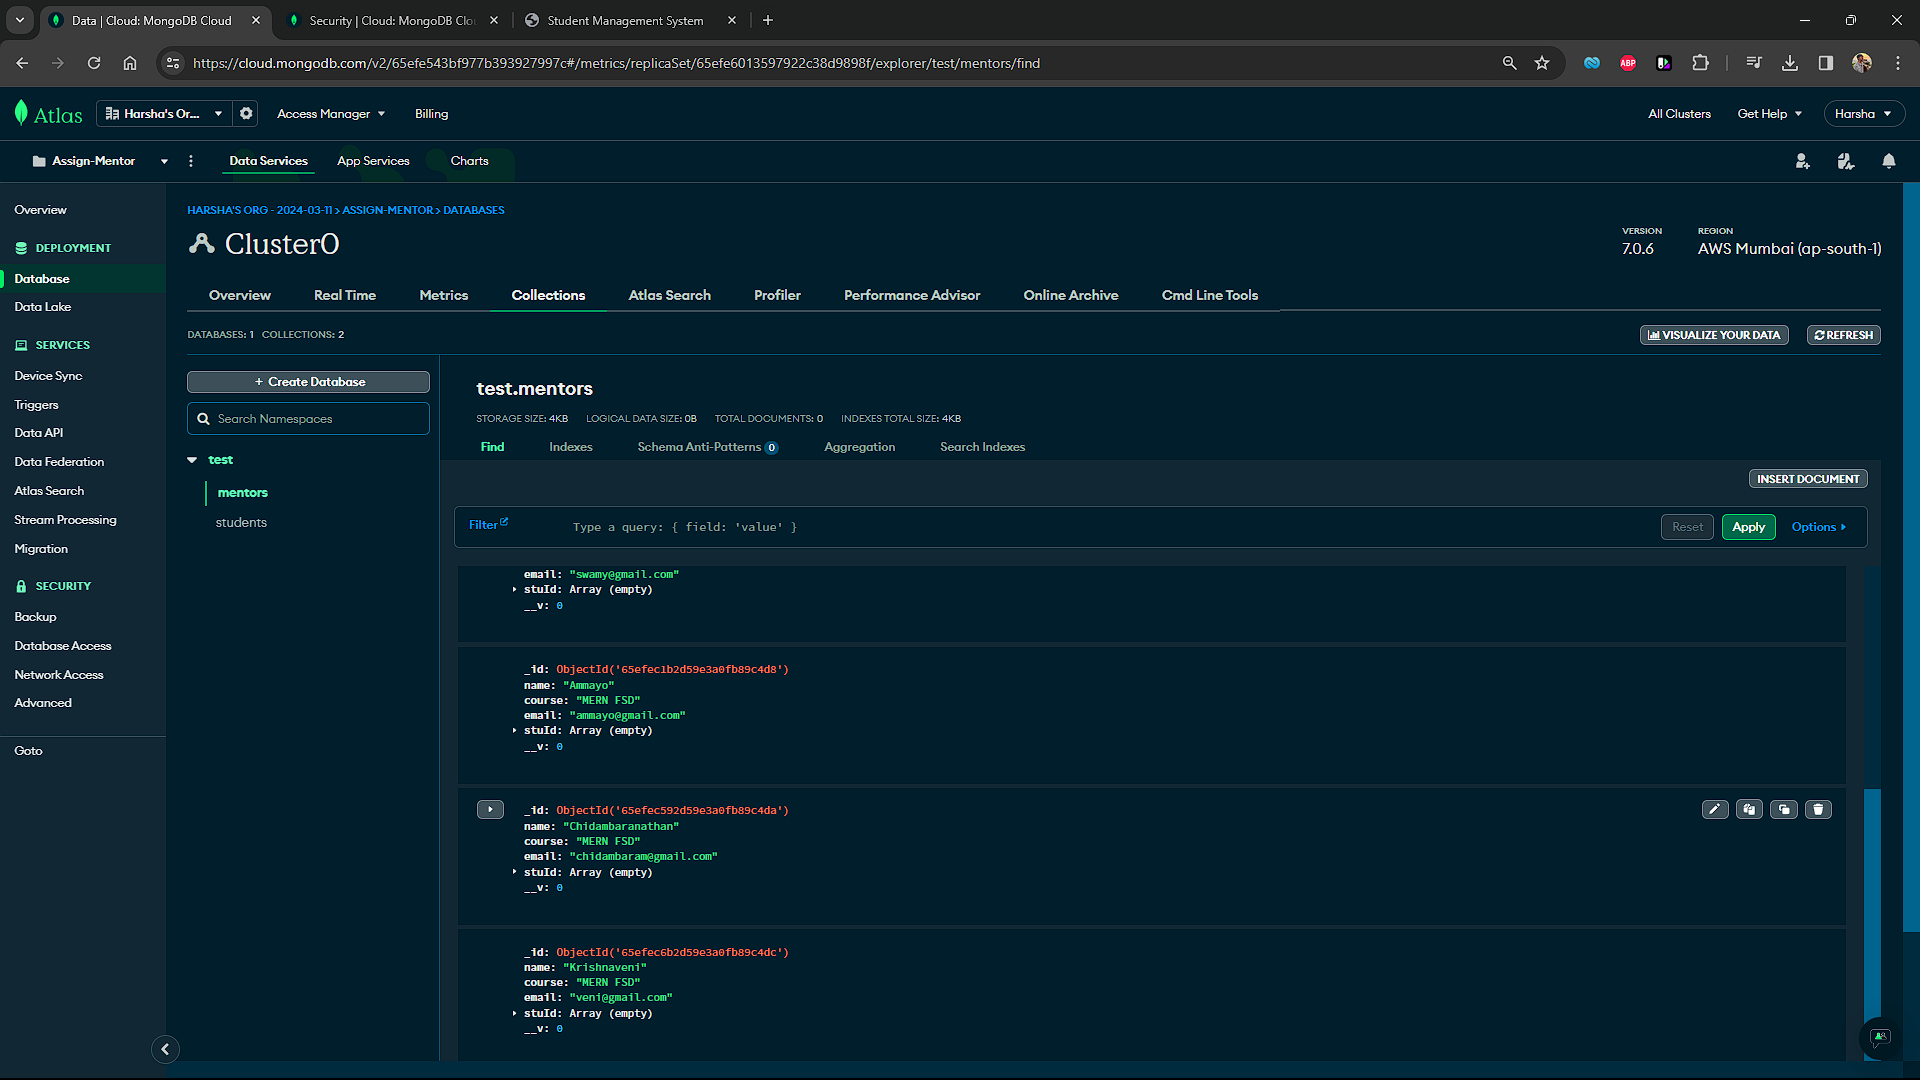 Data | Cloud: MongoDB Cloud
Security | Cloud: MongoDB Clo
Student Management System
https://cloud.mongodb.com/v2/65efe543bf977b393927997c#/metrics/replicaSet/65efe6013597922c38d9898f/explorer/test/mentors/find
ABP
Atlas
Harsha's Or...
Access Manager
Billing
All Clusters
Get Help
Harsha
Assign-Mentor
Data Services
App Services
Charts
Overview
DEPLOYMENT
Database
Data Lake
SERVICES
Device Sync
Triggers
Data API
Data Federation
Atlas Search
Stream Processing
Migration
SECURITY
Backup
Database Access
Network Access
Advanced
Goto
HARSHA'S ORG - 2024-03-11 > ASSIGN-MENTOR > DATABASES
Cluster0
VERSION
7.0.6
REGION
AWS Mumbai (ap-south-1)
Overview
Real Time
Metrics
Collections
Atlas Search
Profiler
Performance Advisor
Online Archive
Cmd Line Tools
DATABASES: 1 COLLECTIONS: 2
VISUALIZE YOUR DATA
REFRESH
+ Create Database
Search Namespaces
test
mentors
students
test.mentors
STORAGE SIZE: 4KB LOGICAL DATA SIZE: 0B TOTAL DOCUMENTS: 0 INDEXES TOTAL SIZE: 4KB
Find
Indexes
Schema Anti-Patterns 0
Aggregation
Search Indexes
INSERT DOCUMENT
Filter
Type a query: { field: 'value' }
Reset
Apply
Options
email: "swamy@gmail.com"
stuId: Array (empty)
__v: 0
_id: ObjectId('65efec1b2d59e3a0fb89c4d8')
name: "Ammayo"
course: "MERN FSD"
email: "ammayo@gmail.com"
stuId: Array (empty)
__v: 0
_id: ObjectId('65efec592d59e3a0fb89c4da')
name: "Chidambaranathan"
course: "MERN FSD"
email: "chidambaram@gmail.com"
stuId: Array (empty)
__v: 0
_id: ObjectId('65efec6b2d59e3a0fb89c4dc')
name: "Krishnaveni"
course: "MERN FSD"
email: "veni@gmail.com"
stuId: Array (empty)
__v: 0